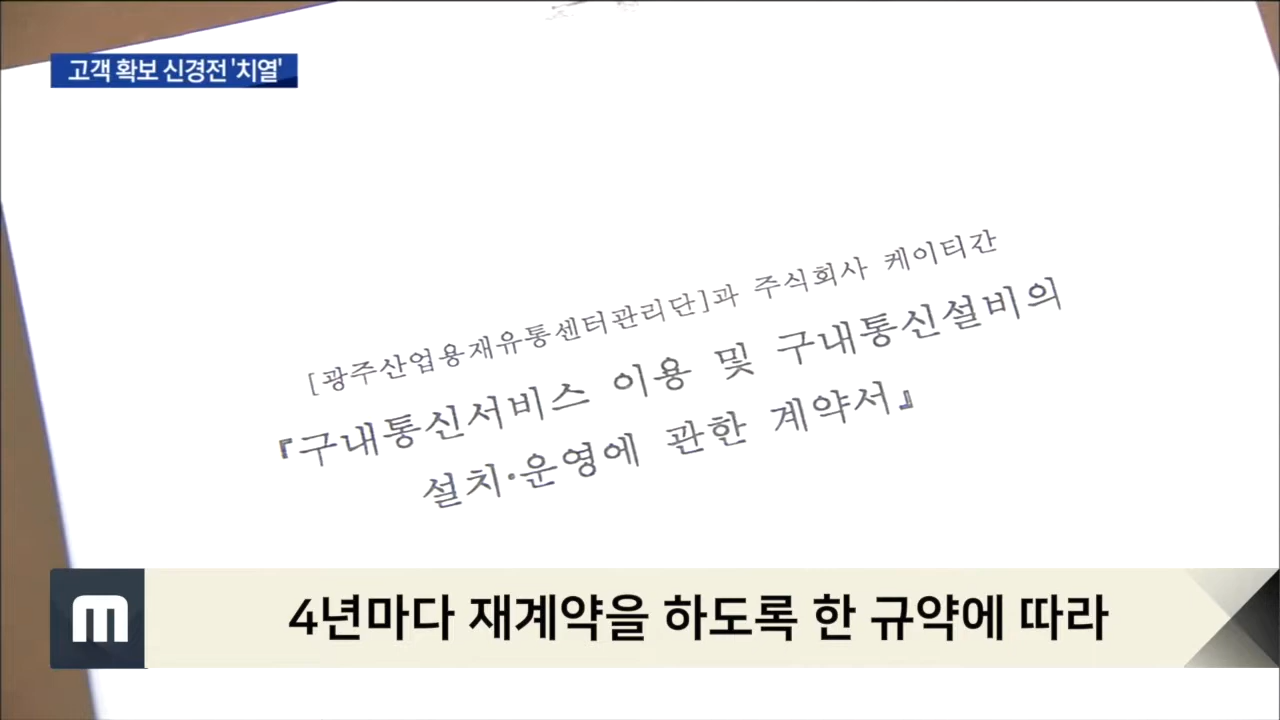 고객 확보 신경전 '치열'
[광주산업용재유통센터관리단]과 주식회사 케이티간
『구내통신서비스 이용 및 구내통신설비의
설치·운영에 관한 계약서』
m
4년마다 재계약을 하도록 한 규약에 따라